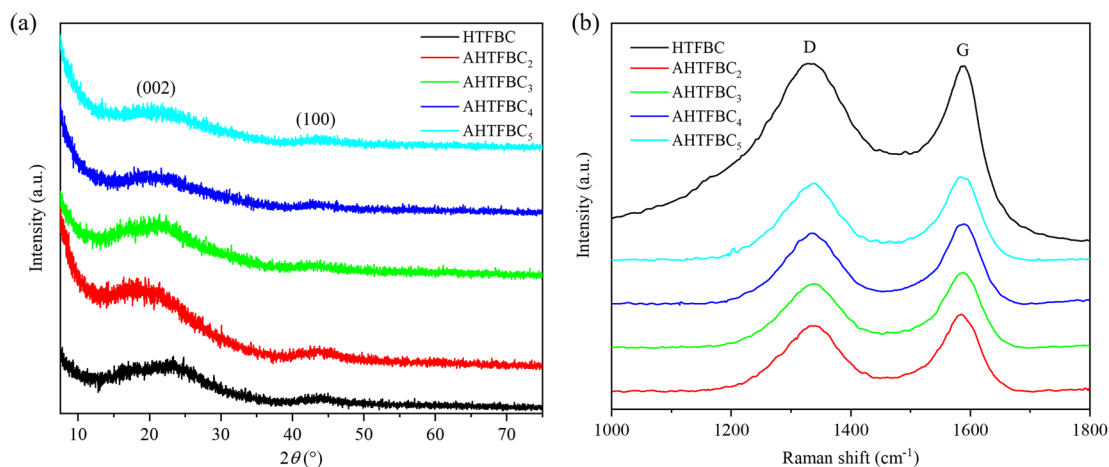 (a)
HTFBC
AHTFBC₂
AHTFBC₃
AHTFBC₄
AHTFBC₅
(002)
(100)
Intensity (a.u.)
10 20 30 40 50 60 70
2θ (°)
(b)
HTFBC
AHTFBC₂
AHTFBC₃
AHTFBC₄
AHTFBC₅
D
G
Intensity (a.u.)
1000 1200 1400 1600 1800
Raman shift (cm⁻¹)